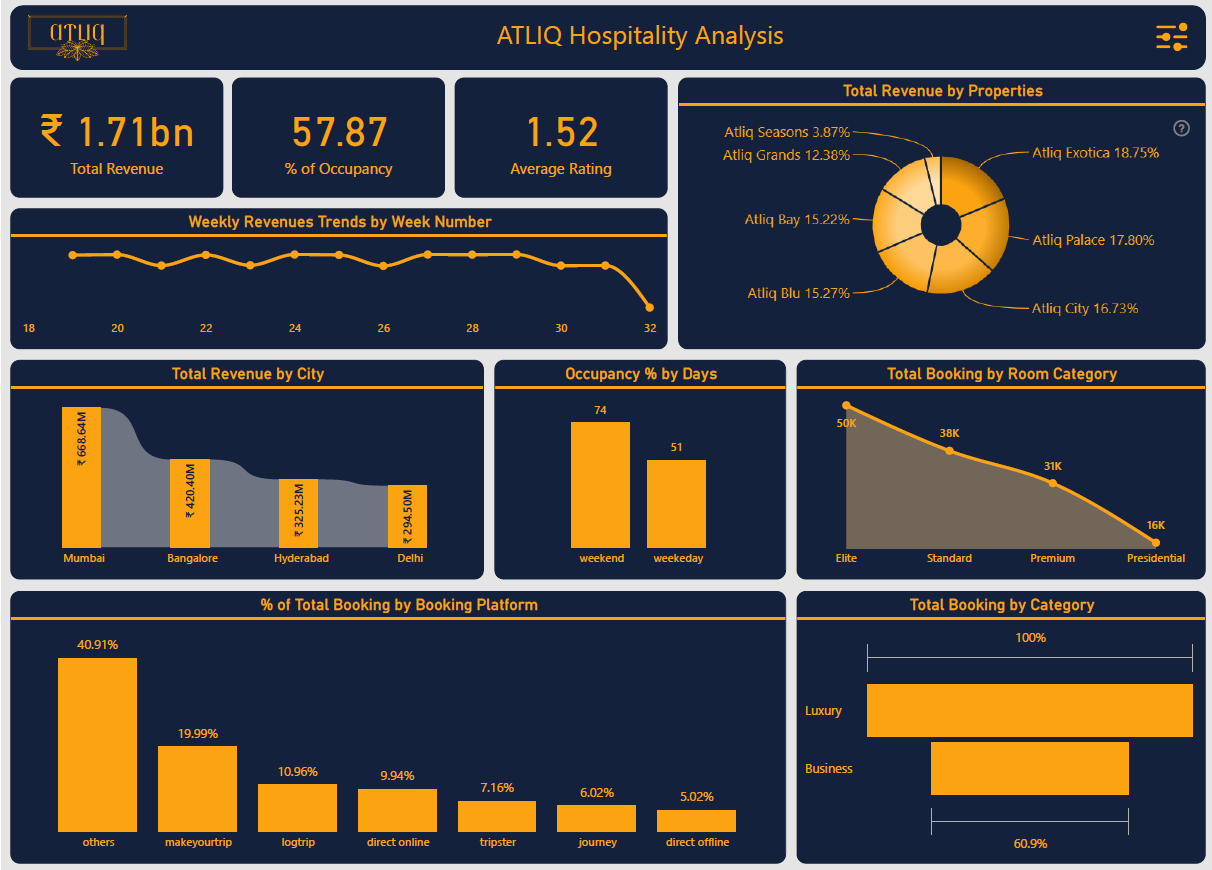 atliq
ATLIQ Hospitality Analysis
₹ 1.71bn
Total Revenue
57.87
% of Occupancy
1.52
Average Rating
Total Revenue by Properties
?
Atliq Seasons 3.87%
Atliq Grands 12.38%
Atliq Exotica 18.75%
Atliq Bay 15.22%
Atliq Palace 17.80%
Atliq Blu 15.27%
Atliq City 16.73%
Weekly Revenues Trends by Week Number
18 20 22 24 26 28 30 32
Total Revenue by City
₹ 668.64M
₹ 420.40M
₹ 325.23M
₹ 294.50M
Mumbai Bangalore Hyderabad Delhi
Occupancy % by Days
74
51
weekend weekeday
Total Booking by Room Category
50K
38K
31K
16K
Elite Standard Premium Presidential
% of Total Booking by Booking Platform
40.91%
19.99%
10.96%
9.94%
7.16%
6.02%
5.02%
others makeyourtrip logtrip direct online tripster journey direct offline
Total Booking by Category
100%
Luxury
Business
60.9%